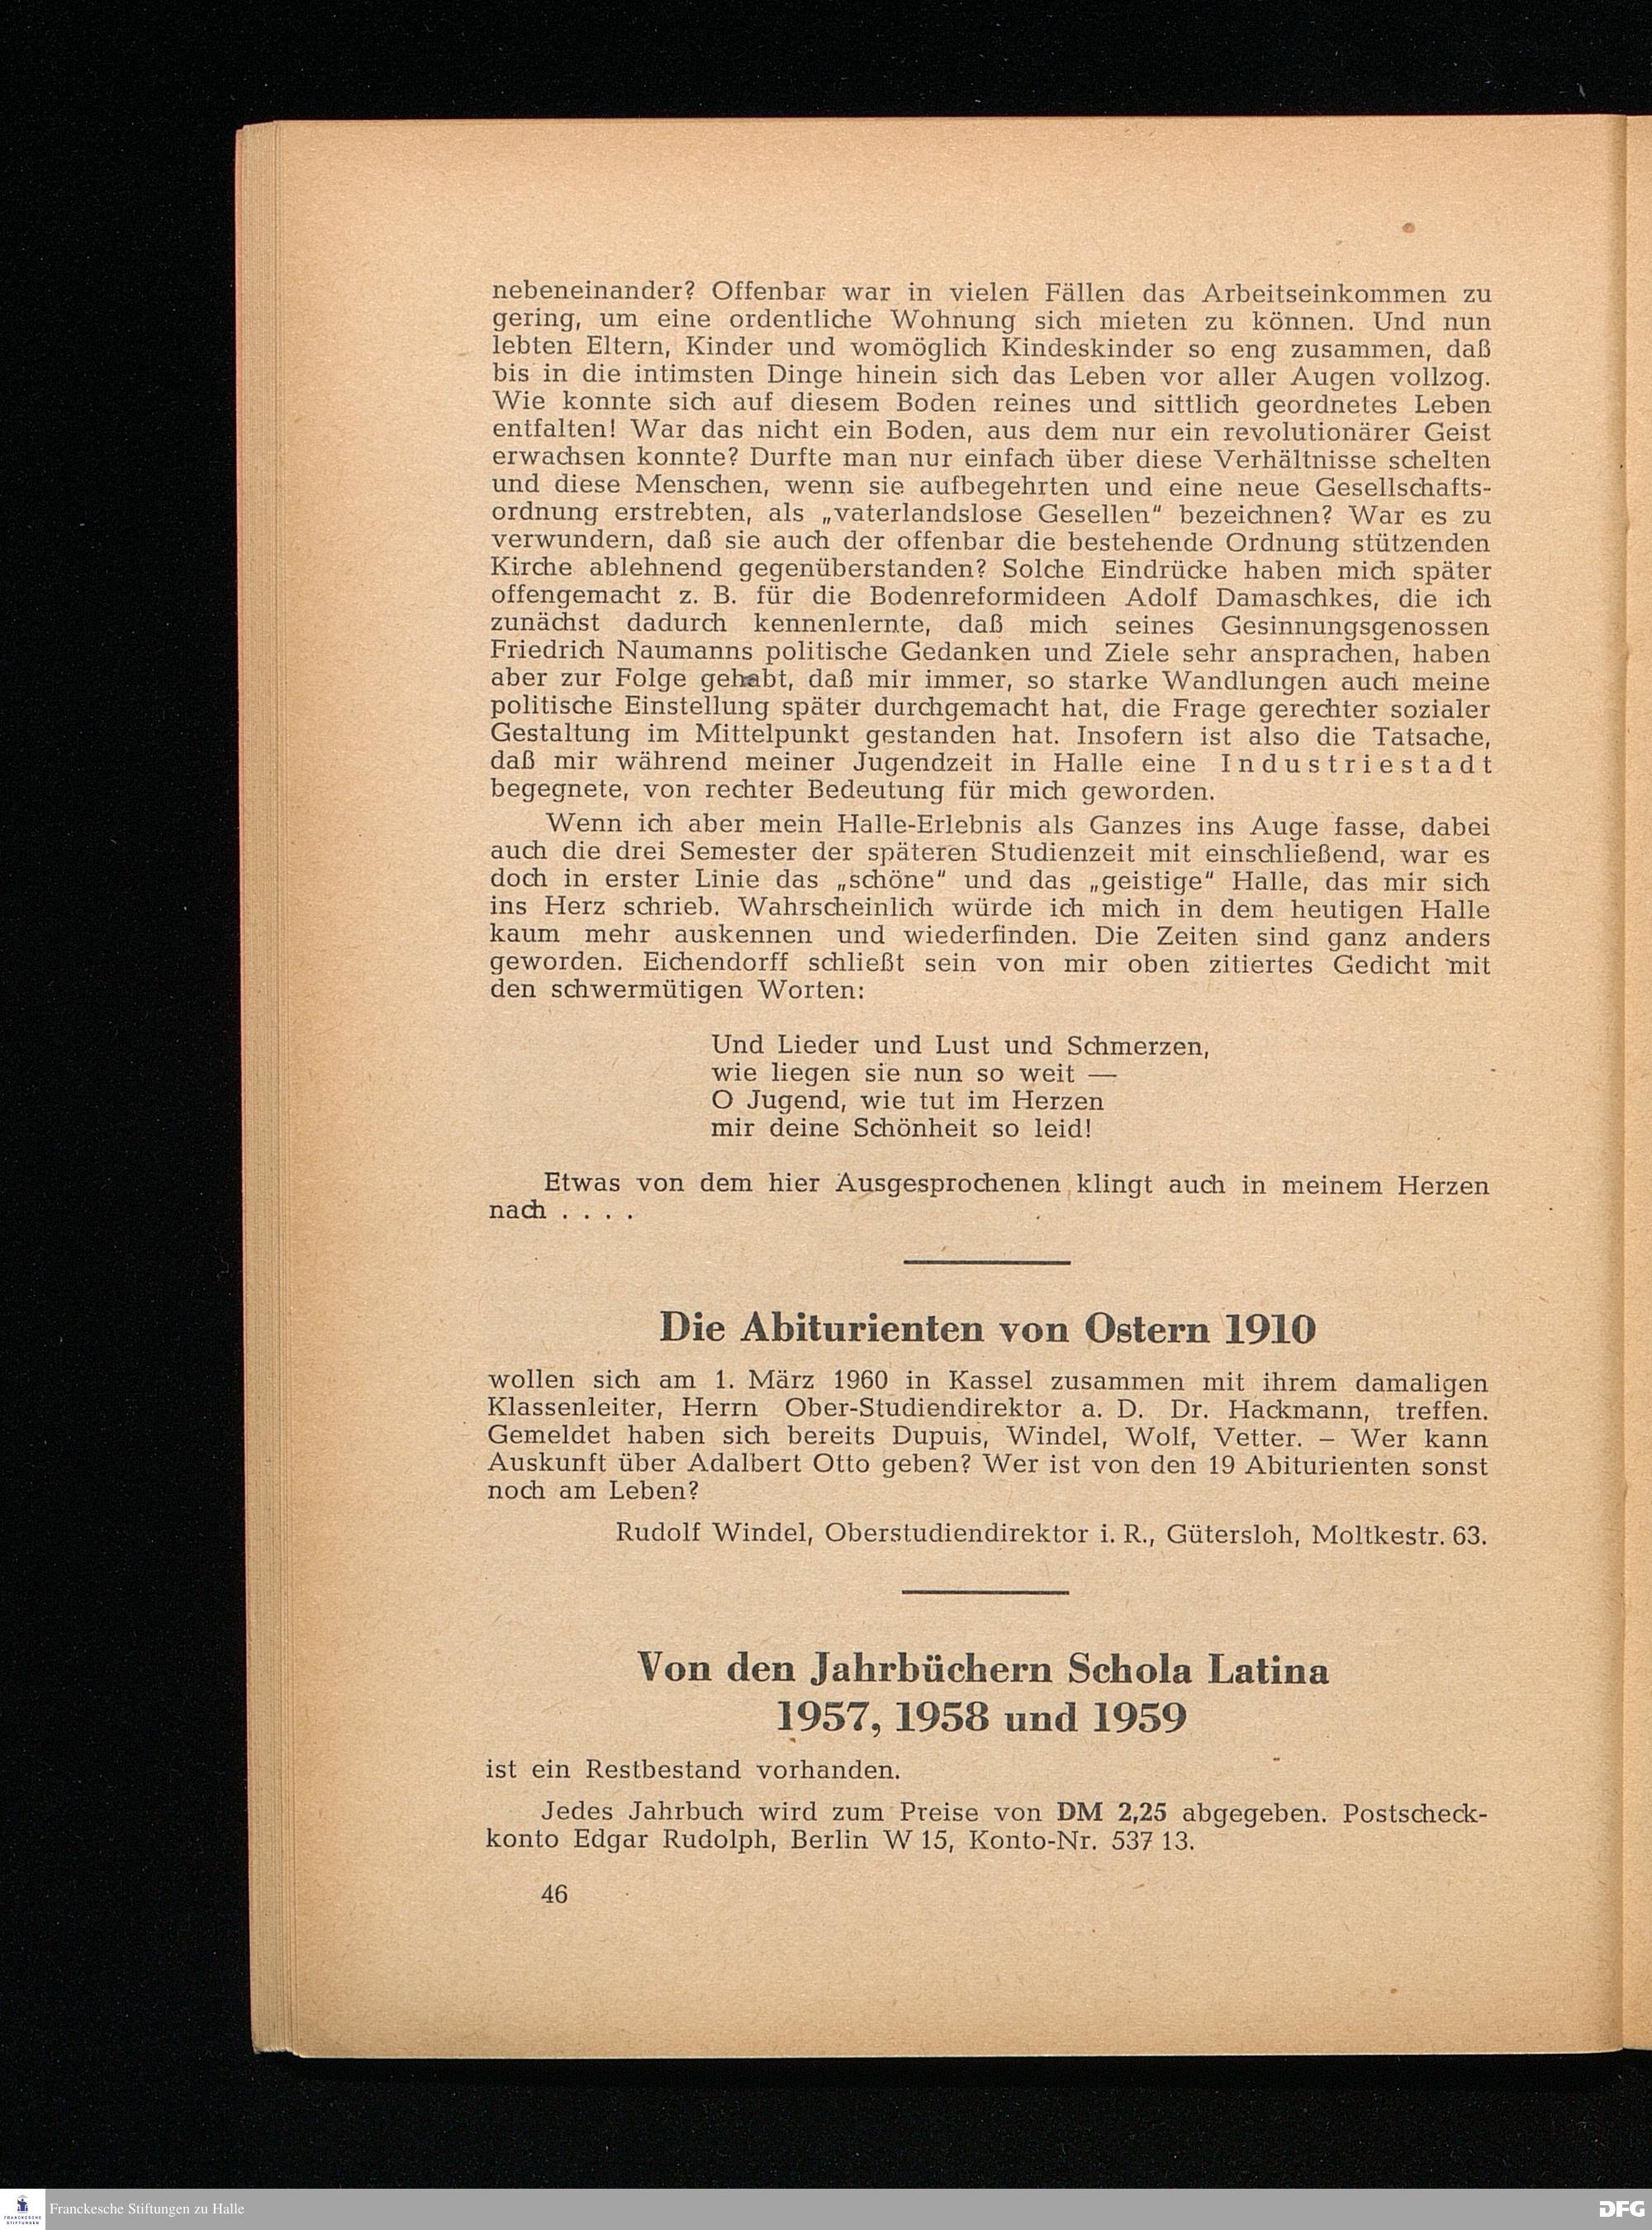 nebeneinander? Offenbar war in vielen Fällen das Arbeitseinkommen zu
gering, um eine ordentliche Wohnung sich mieten zu können. Und nun
lebten Eltern, Kinder und womöglich Kindeskinder so eng zusammen, daß
bis in die intimsten Dinge hinein sich das Leben vor aller Augen vollzog.
Wie konnte sich auf diesem Boden reines und sittlich geordnetes Leben
entfalten! War das nicht ein Boden, aus dem nur ein revolutionärer Geist
erwachsen konnte? Durfte man nur einfach über diese Verhältnisse schelten
und diese Menschen, wenn sie aufbegehrten und eine neue Gesellschafts-
ordnung erstrebten, als „vaterlandslose Gesellen" bezeichnen? War es zu
verwundern, daß sie auch der offenbar die bestehende Ordnung stützenden
Kirche ablehnend gegenüberstanden? Solche Eindrücke haben mich später
offengemacht z. B. für die Bodenreformideen Adolf Damaschkes, die ich
zunächst dadurch kennenlernte, daß mich seines Gesinnungsgenossen
Friedrich Naumanns politische Gedanken und Ziele sehr ansprachen, haben
aber zur Folge gehabt, daß mir immer, so starke Wandlungen auch meine
politische Einstellung später durchgemacht hat, die Frage gerechter sozialer
Gestaltung im Mittelpunkt gestanden hat. Insofern ist also die Tatsache,
daß mir während meiner Jugendzeit in Halle eine Industriestadt
begegnete, von rechter Bedeutung für mich geworden.
Wenn ich aber mein Halle-Erlebnis als Ganzes ins Auge fasse, dabei
auch die drei Semester der späteren Studienzeit mit einschließend, war es
doch in erster Linie das „schöne" und das „geistige" Halle, das mir sich
ins Herz schrieb. Wahrscheinlich würde ich mich in dem heutigen Halle
kaum mehr auskennen und wiederfinden. Die Zeiten sind ganz anders
geworden. Eichendorff schließt sein von mir oben zitiertes Gedicht mit
den schwermütigen Worten:
Und Lieder und Lust und Schmerzen,
wie liegen sie nun so weit —
O Jugend, wie tut im Herzen
mir deine Schönheit so leid!
Etwas von dem hier Ausgesprochenen klingt auch in meinem Herzen
nach . . . .
Die Abiturienten von Ostern 1910
wollen sich am 1. März 1960 in Kassel zusammen mit ihrem damaligen
Klassenleiter, Herrn Ober-Studiendirektor a. D. Dr. Hackmann, treffen.
Gemeldet haben sich bereits Dupuis, Windel, Wolf, Vetter. – Wer kann
Auskunft über Adalbert Otto geben? Wer ist von den 19 Abiturienten sonst
noch am Leben?
Rudolf Windel, Oberstudiendirektor i. R., Gütersloh, Moltkestr. 63.
Von den Jahrbüchern Schola Latina
1957, 1958 und 1959
ist ein Restbestand vorhanden.
Jedes Jahrbuch wird zum Preise von DM 2,25 abgegeben. Postscheck-
konto Edgar Rudolph, Berlin W 15, Konto-Nr. 537 13.
46
FRANCKESCHE
STIFTUNGEN
Franckesche Stiftungen zu Halle
DFG